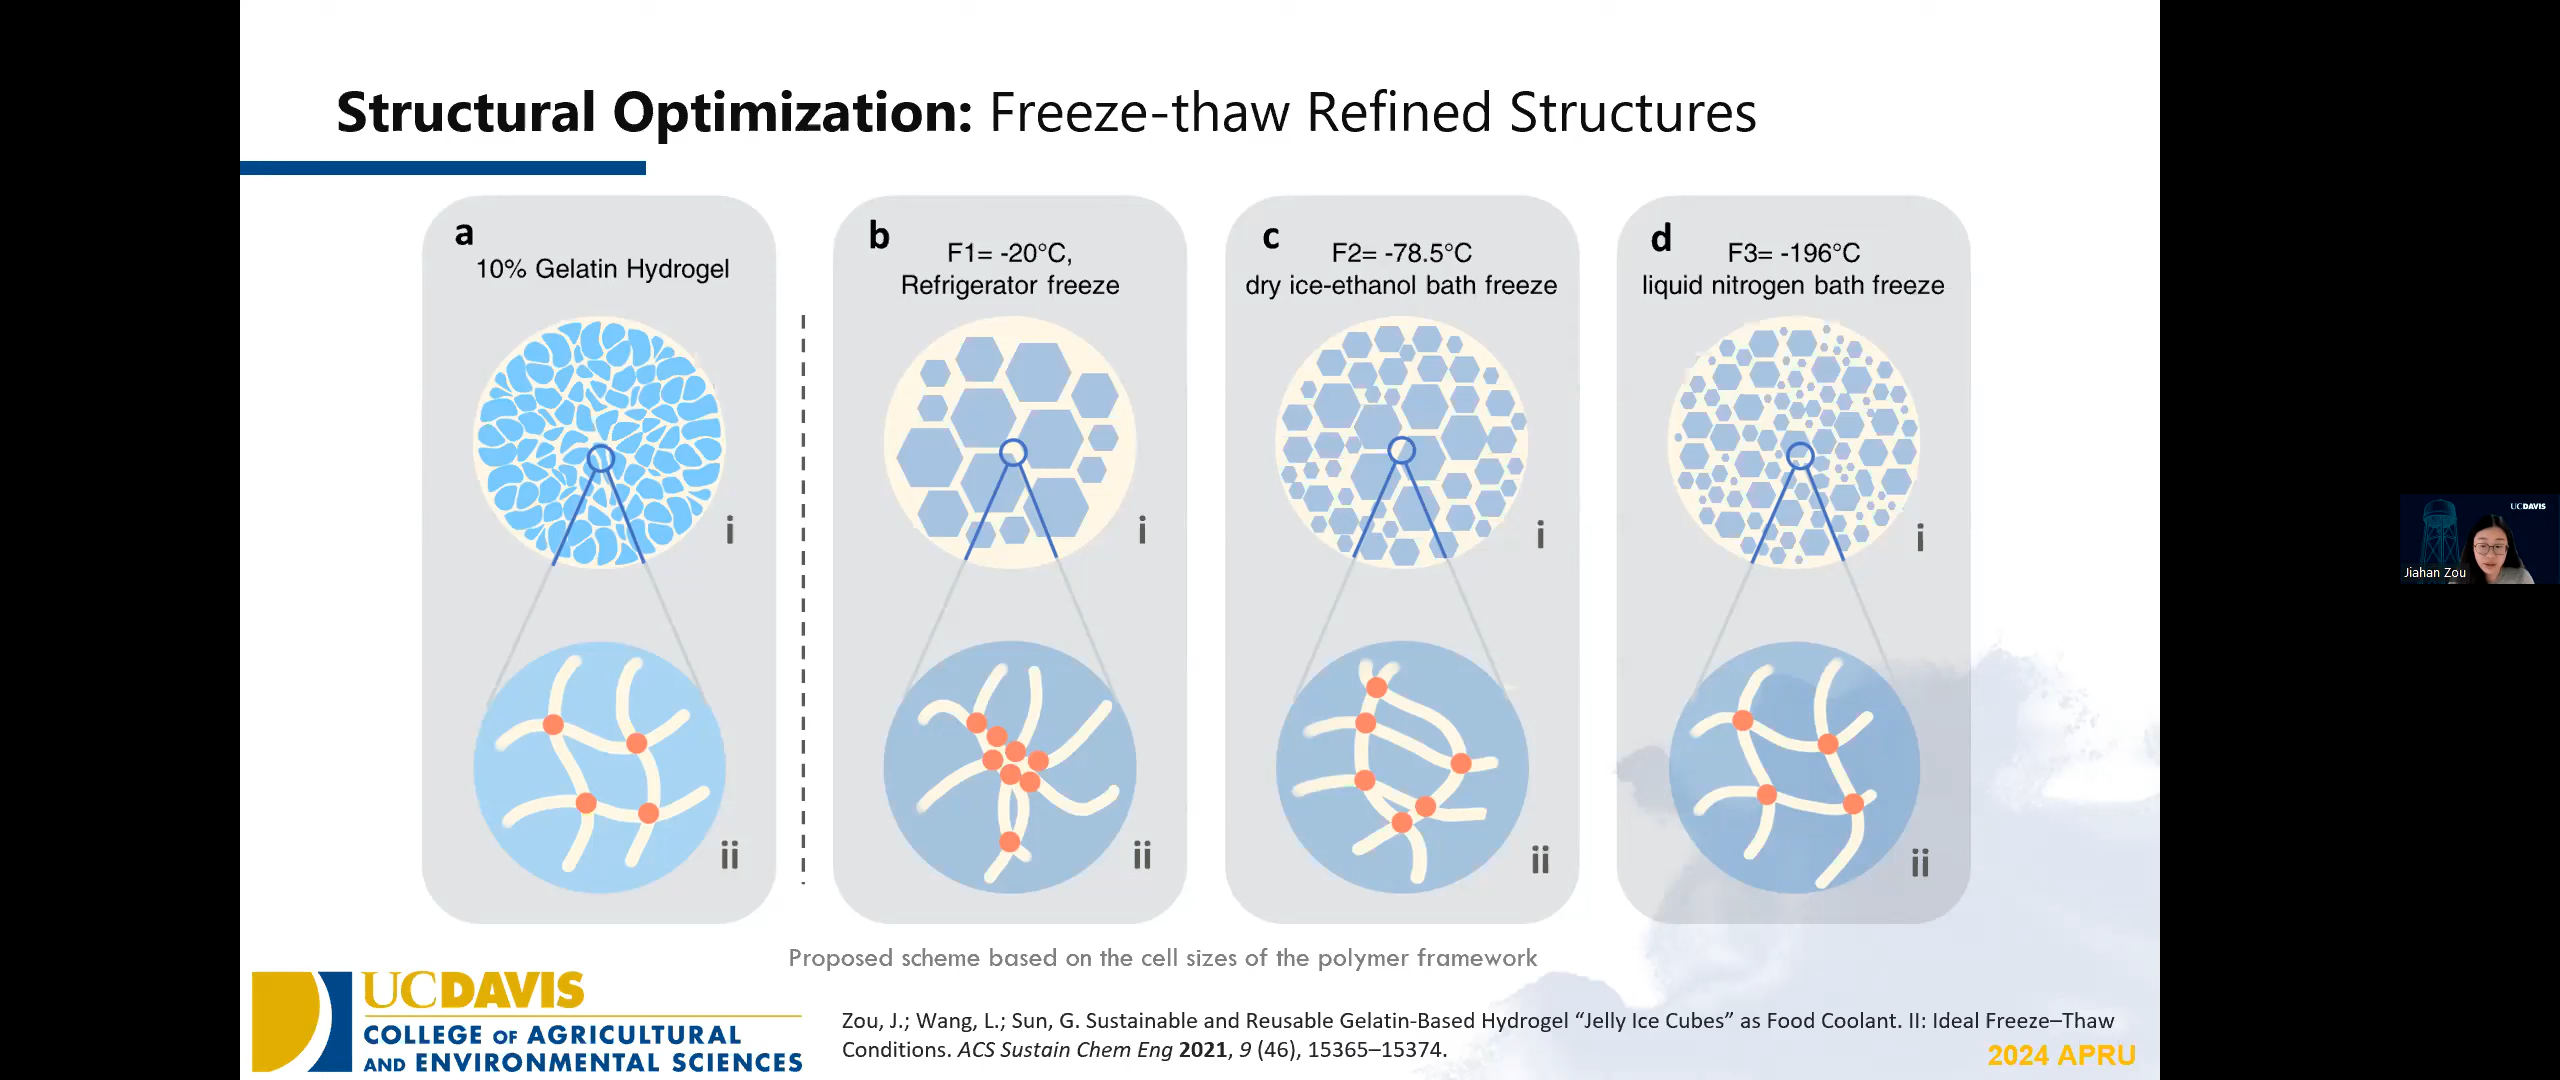 Structural Optimization: Freeze-thaw Refined Structures
a
10% Gelatin Hydrogel
i
ii
b
F1= -20°C,
Refrigerator freeze
i
ii
c
F2= -78.5°C
dry ice-ethanol bath freeze
i
ii
d
F3= -196°C
liquid nitrogen bath freeze
i
ii
UCDAVIS
Jiahan Zou
Proposed scheme based on the cell sizes of the polymer framework
UCDAVIS
COLLEGE OF AGRICULTURAL
AND ENVIRONMENTAL SCIENCES
Zou, J.; Wang, L.; Sun, G. Sustainable and Reusable Gelatin-Based Hydrogel “Jelly Ice Cubes” as Food Coolant. II: Ideal Freeze–Thaw
Conditions. ACS Sustain Chem Eng 2021, 9 (46), 15365–15374.
2024 APRU